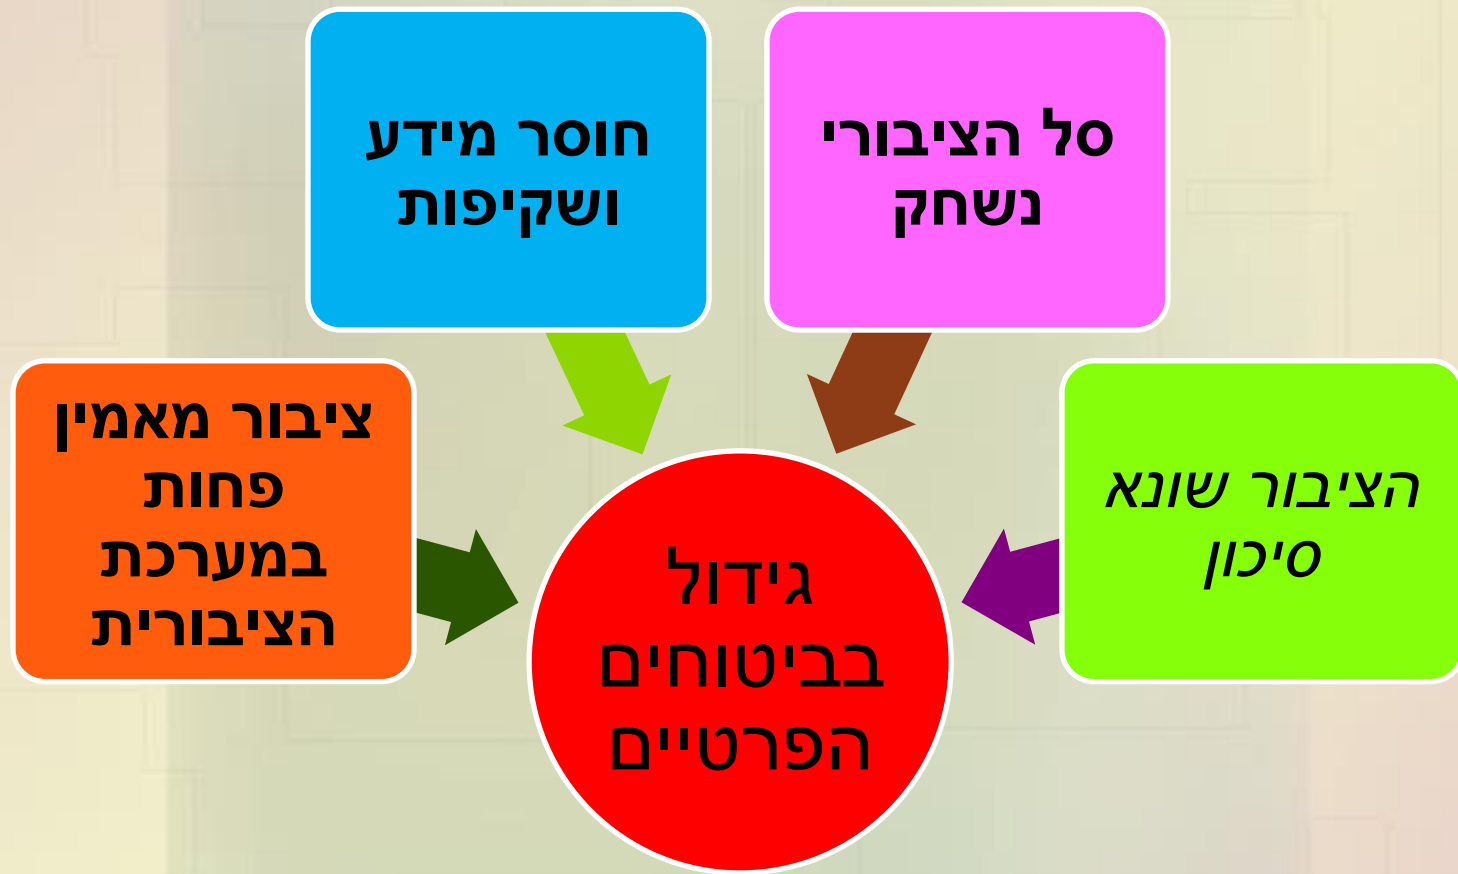 סל הציבורי
נשחק
חוסר מידע
ושקיפות
הציבור שונא
סיכון
ציבור מאמין
פחות
במערכת
הציבורית
גידול
בביטוחים
הפרטיים